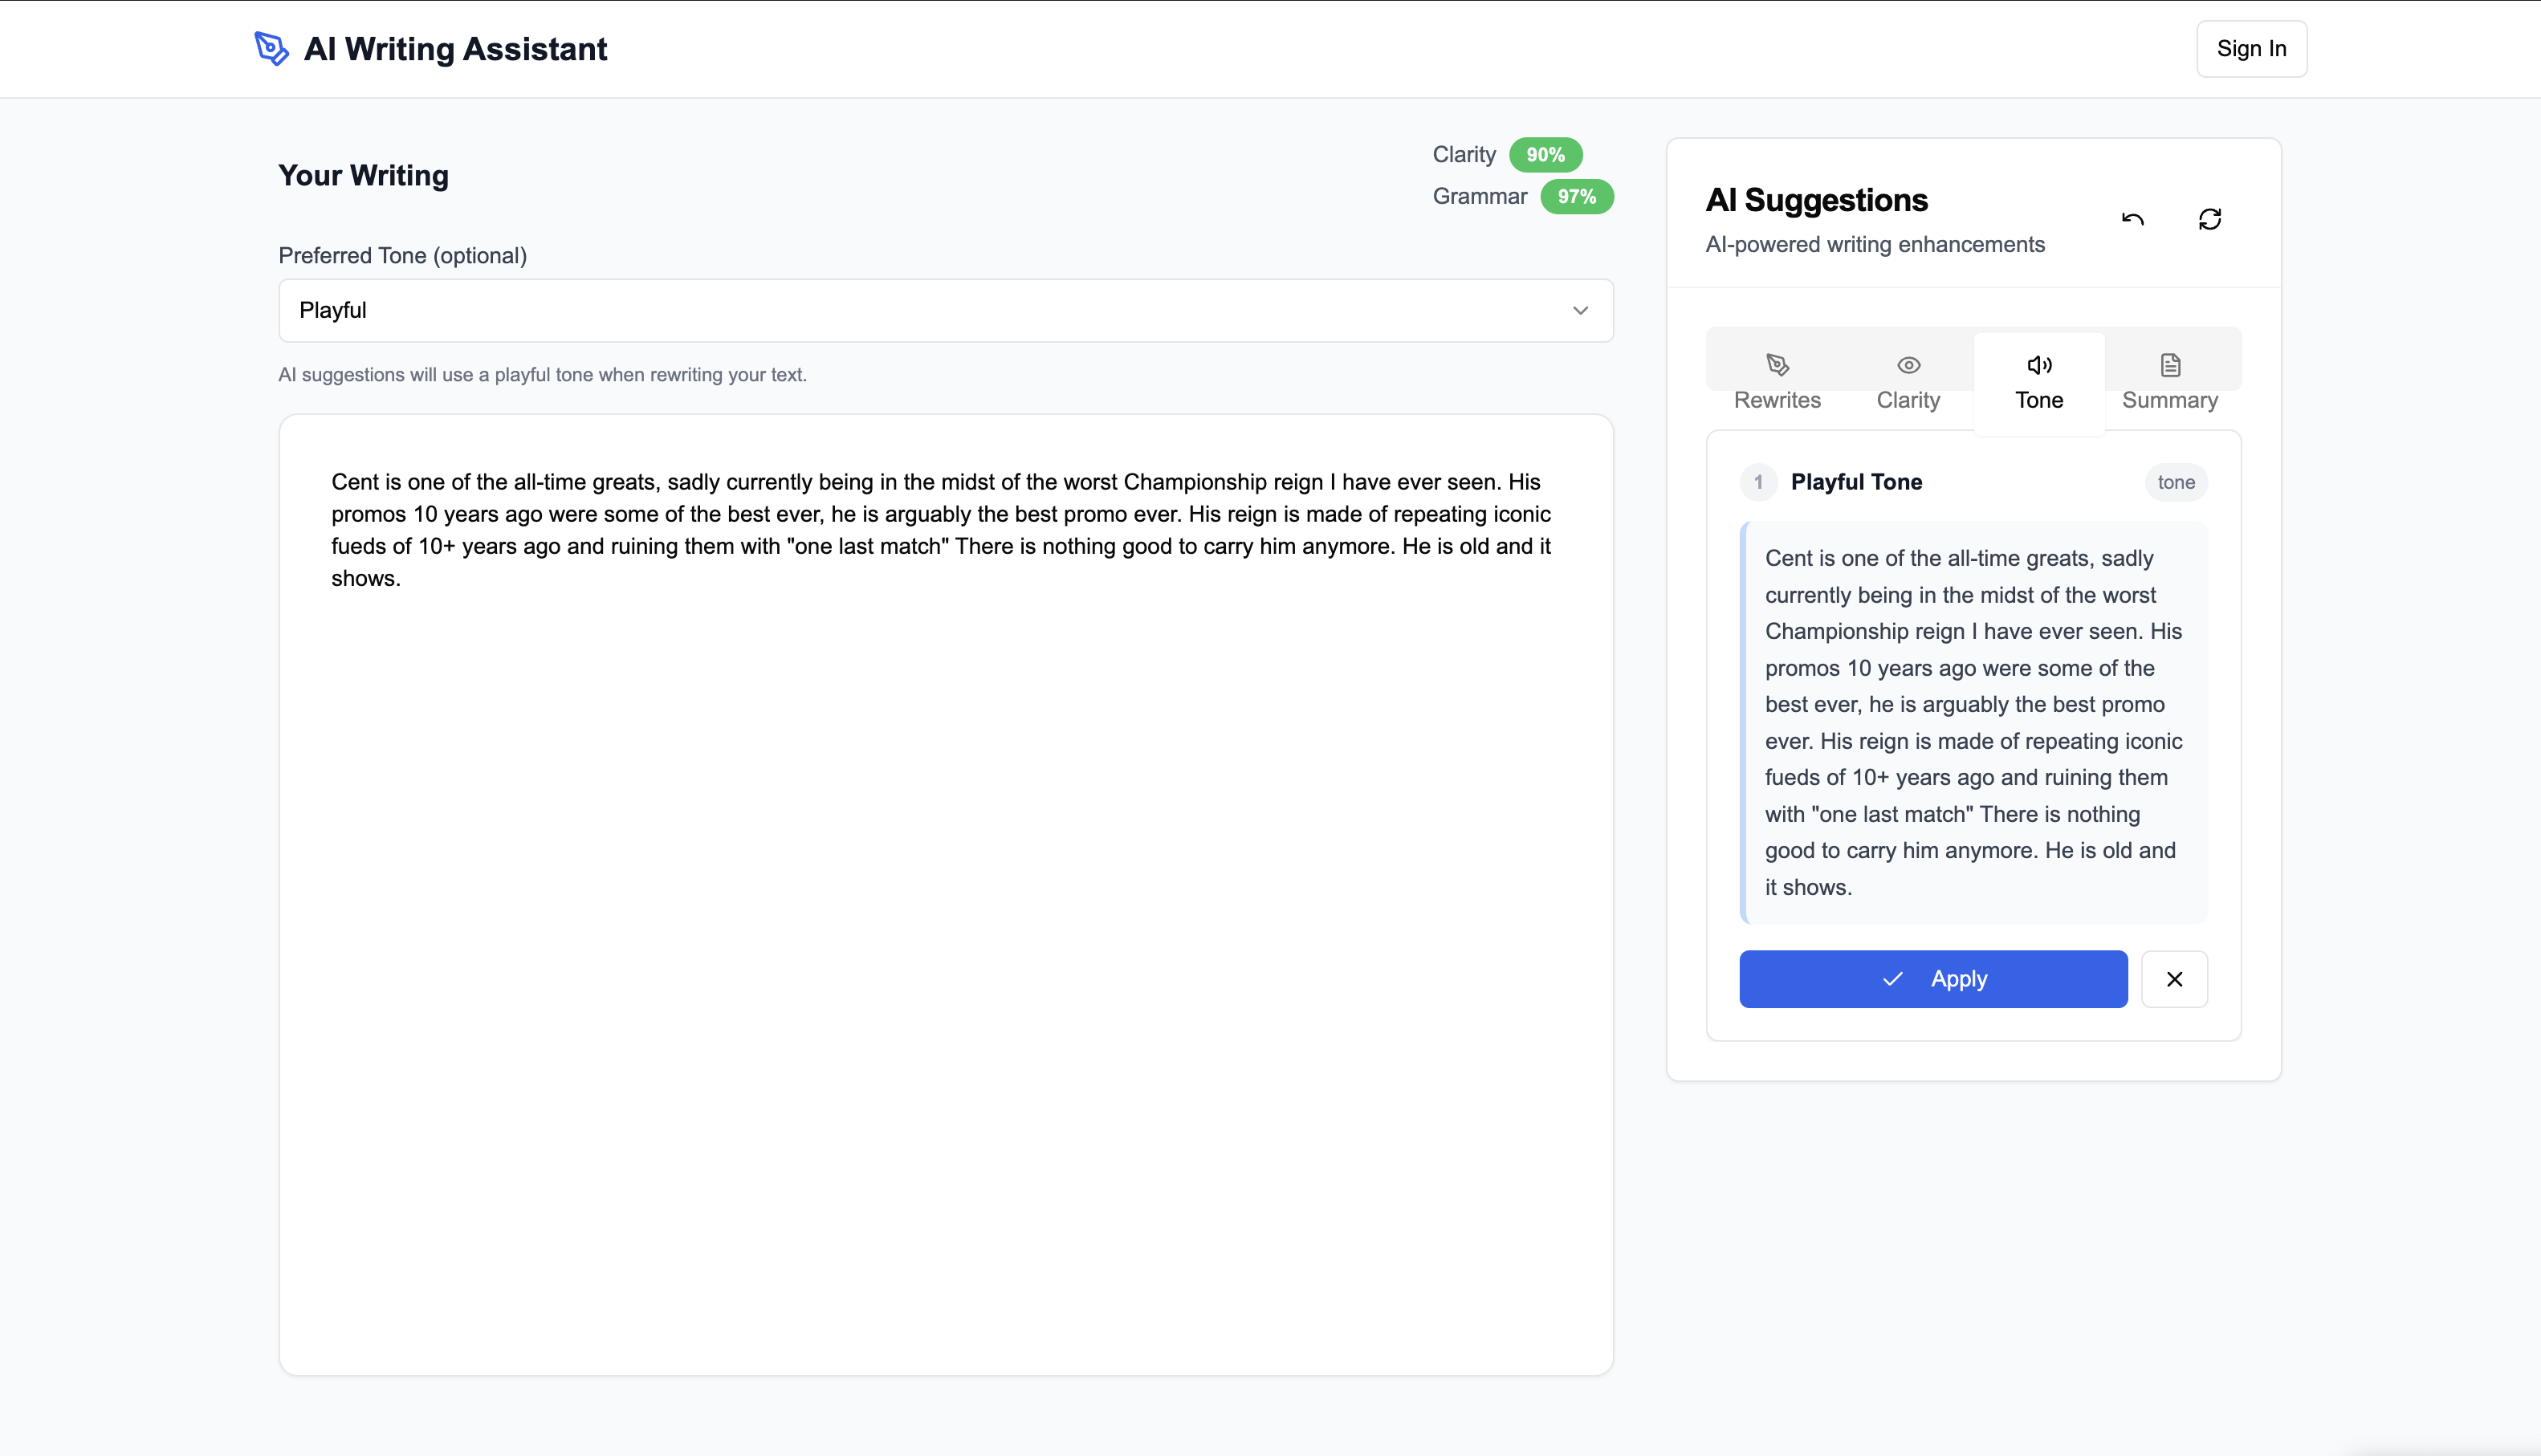 AI Writing Assistant
Sign In
Your Writing
Clarity 90%
Grammar 97%
Preferred Tone (optional)
Playful
AI suggestions will use a playful tone when rewriting your text.
Cent is one of the all-time greats, sadly currently being in the midst of the worst Championship reign I have ever seen. His
promos 10 years ago were some of the best ever, he is arguably the best promo ever. His reign is made of repeating iconic
fueds of 10+ years ago and ruining them with "one last match" There is nothing good to carry him anymore. He is old and it
shows.
AI Suggestions
AI-powered writing enhancements
Rewrites Clarity Tone Summary
1 Playful Tone tone
Cent is one of the all-time greats, sadly
currently being in the midst of the worst
Championship reign I have ever seen. His
promos 10 years ago were some of the
best ever, he is arguably the best promo
ever. His reign is made of repeating iconic
fueds of 10+ years ago and ruining them
with "one last match" There is nothing
good to carry him anymore. He is old and
it shows.
Apply